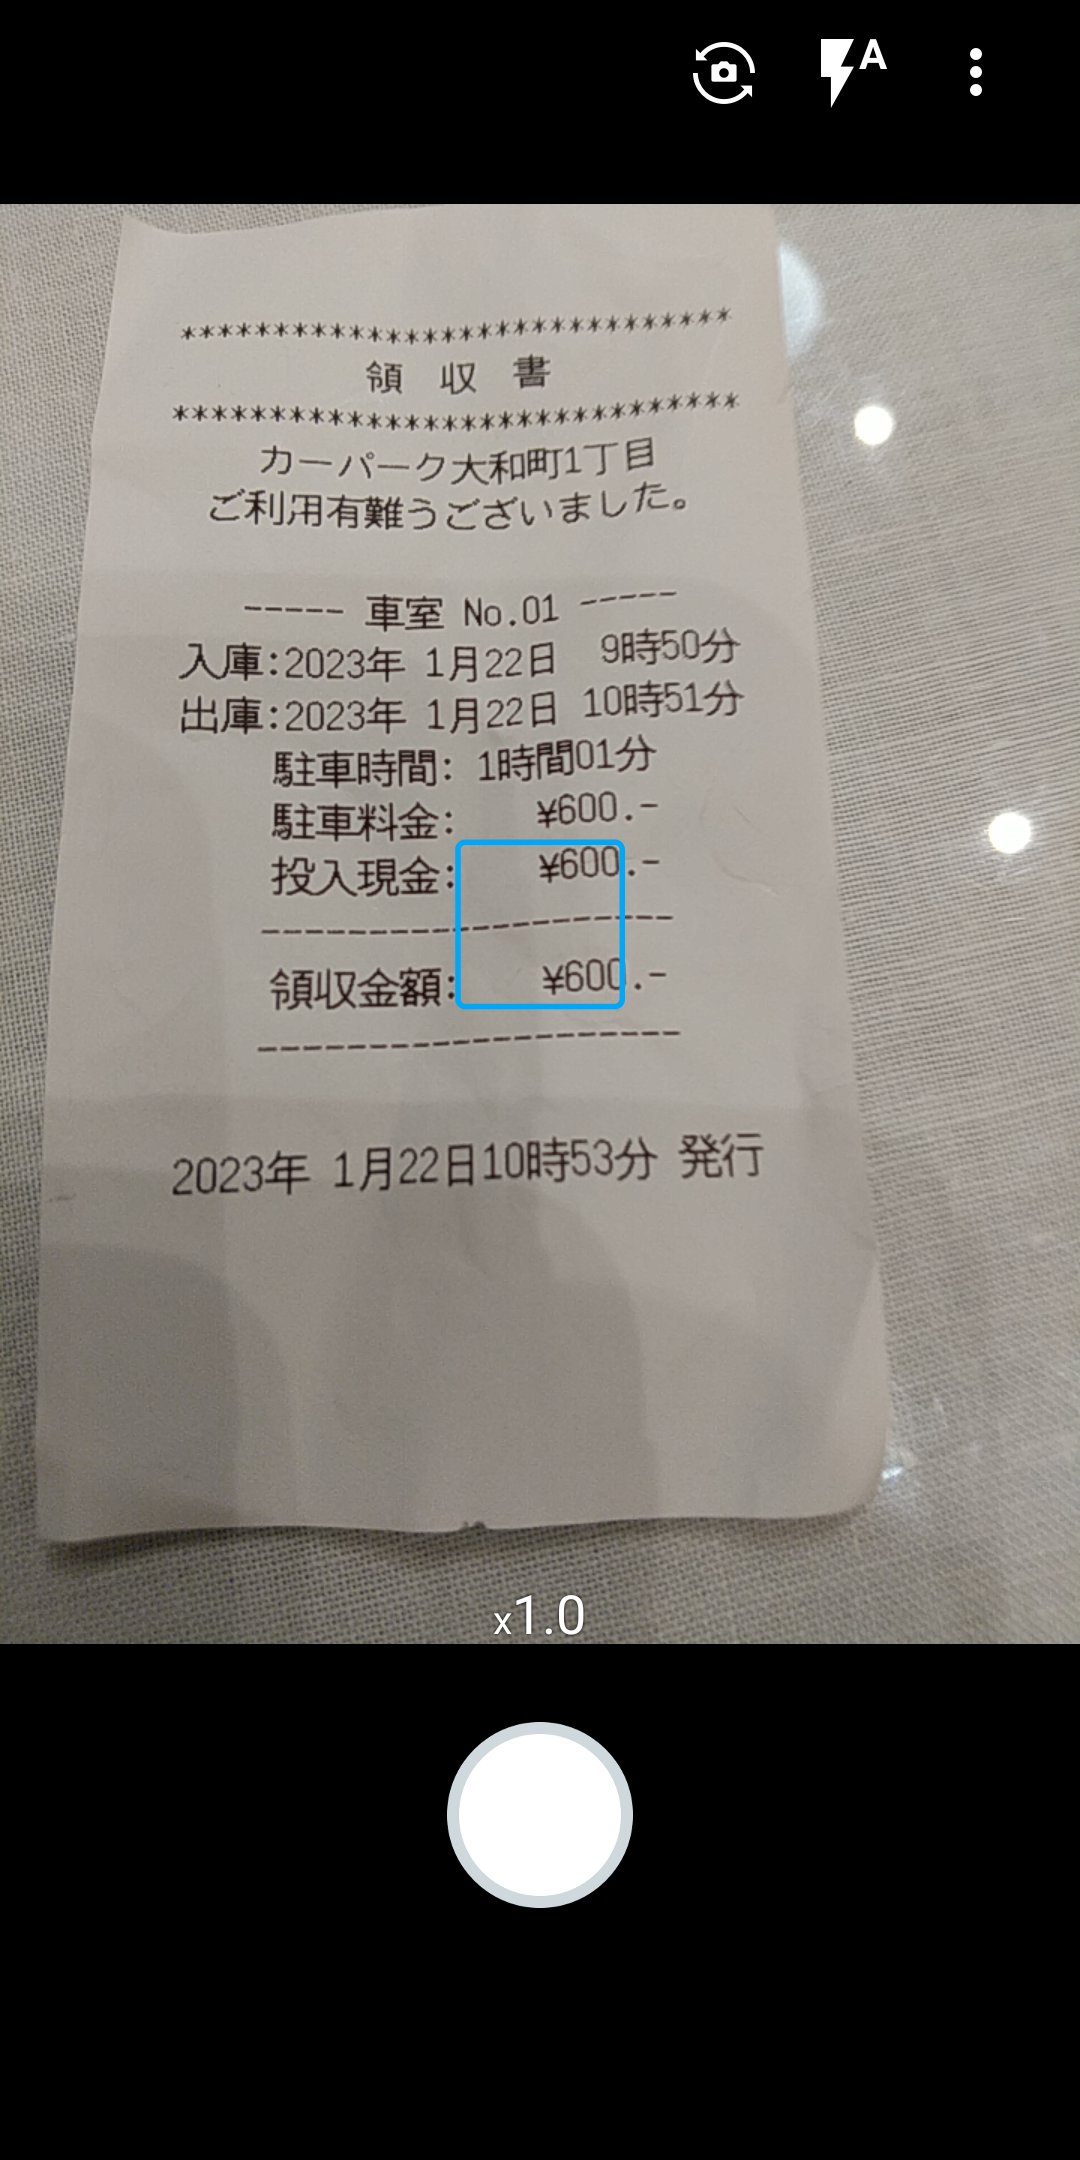 A
******************************
領 収 書
******************************
カーパーク大和町1丁目
ご利用有難うございました。
----- 車室 No.01 -----
入庫:2023年 1月22日 9時50分
出庫:2023年 1月22日 10時51分
駐車時間: 1時間01分
駐車料金: ¥600.-
投入現金: ¥600.-
--------------------
領収金額: ¥600.-
--------------------
2023年 1月22日10時53分 発行
x1.0